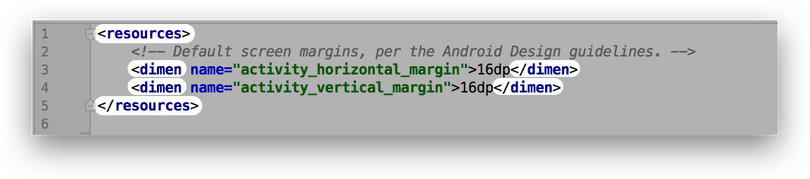 1 <resources>
2 <!-- Default screen margins, per the Android Design guidelines. -->
3 <dimen name="activity_horizontal_margin">16dp</dimen>
4 <dimen name="activity_vertical_margin">16dp</dimen>
5 </resources>
6